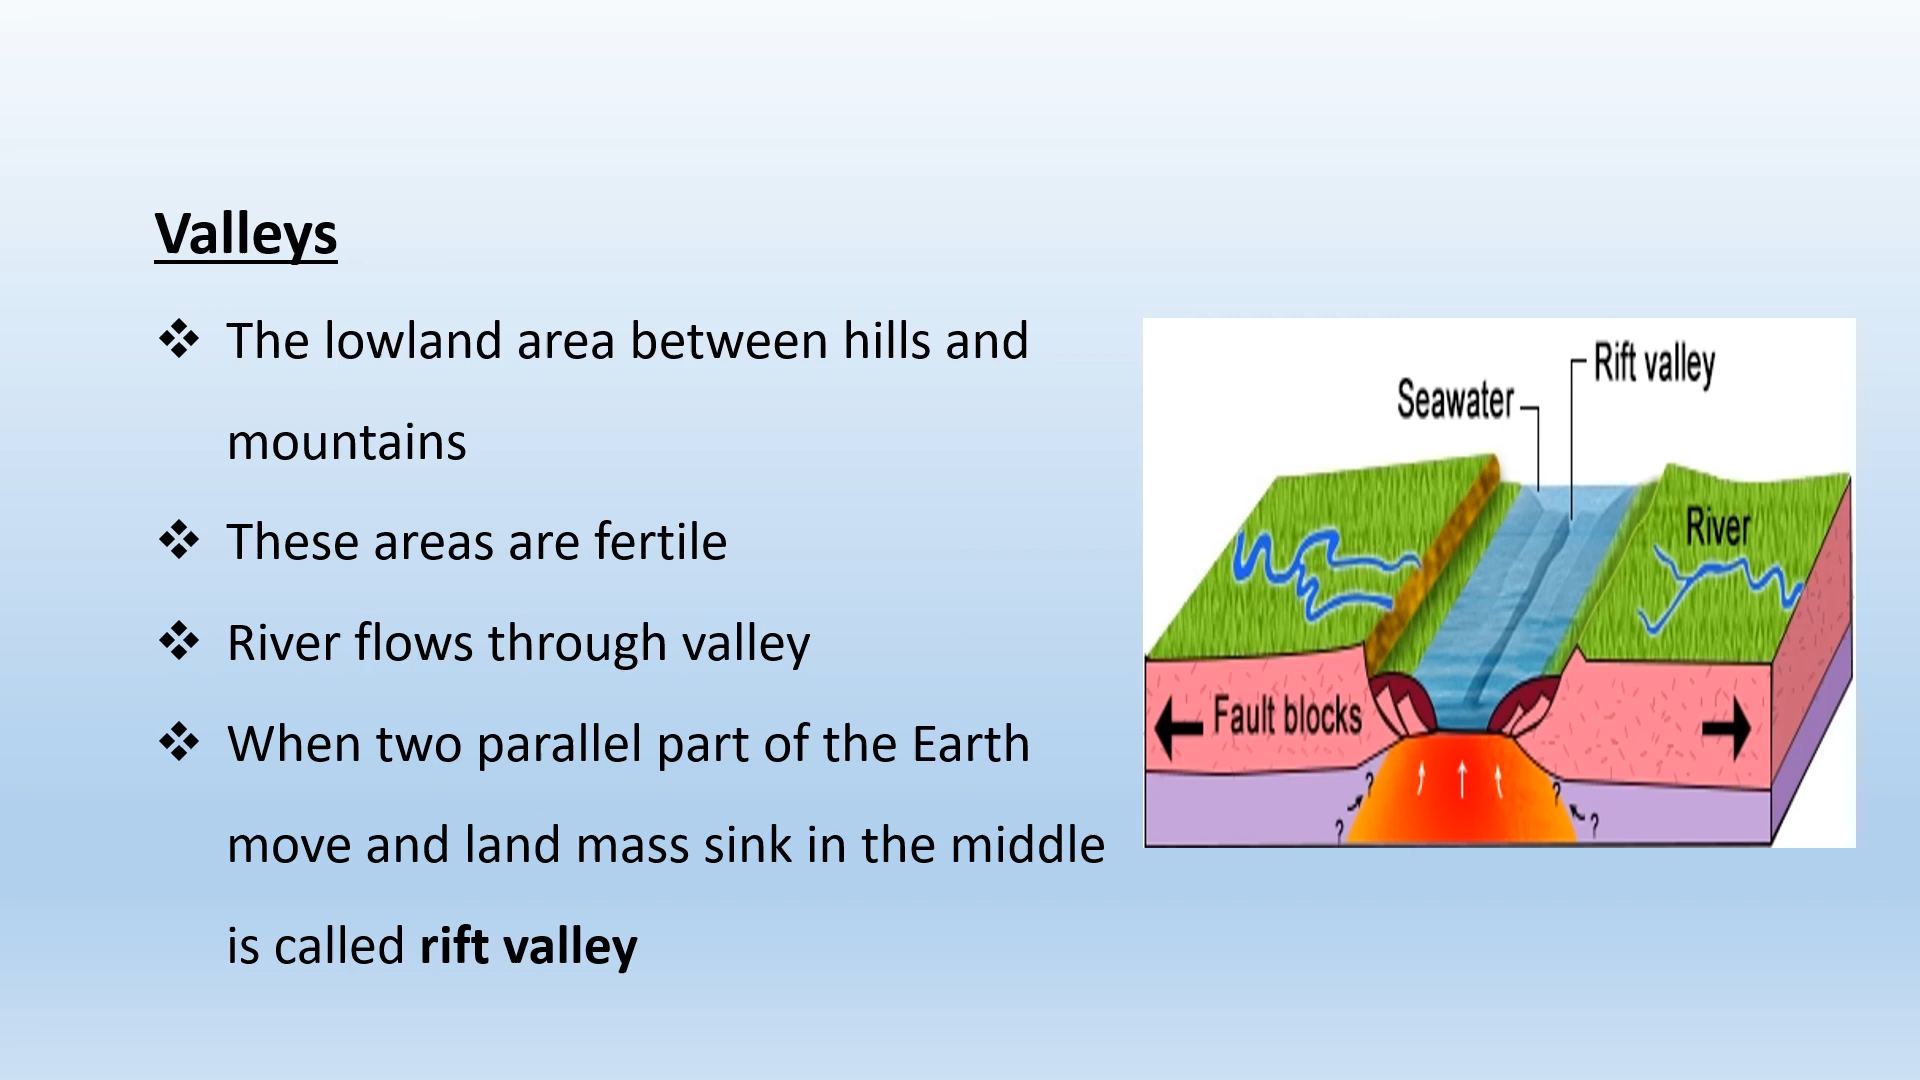 Valleys
❖ The lowland area between hills and
mountains
❖ These areas are fertile
❖ River flows through valley
❖ When two parallel part of the Earth
move and land mass sink in the middle
is called rift valley
Rift valley
Seawater
River
Fault blocks
?
?
?
?